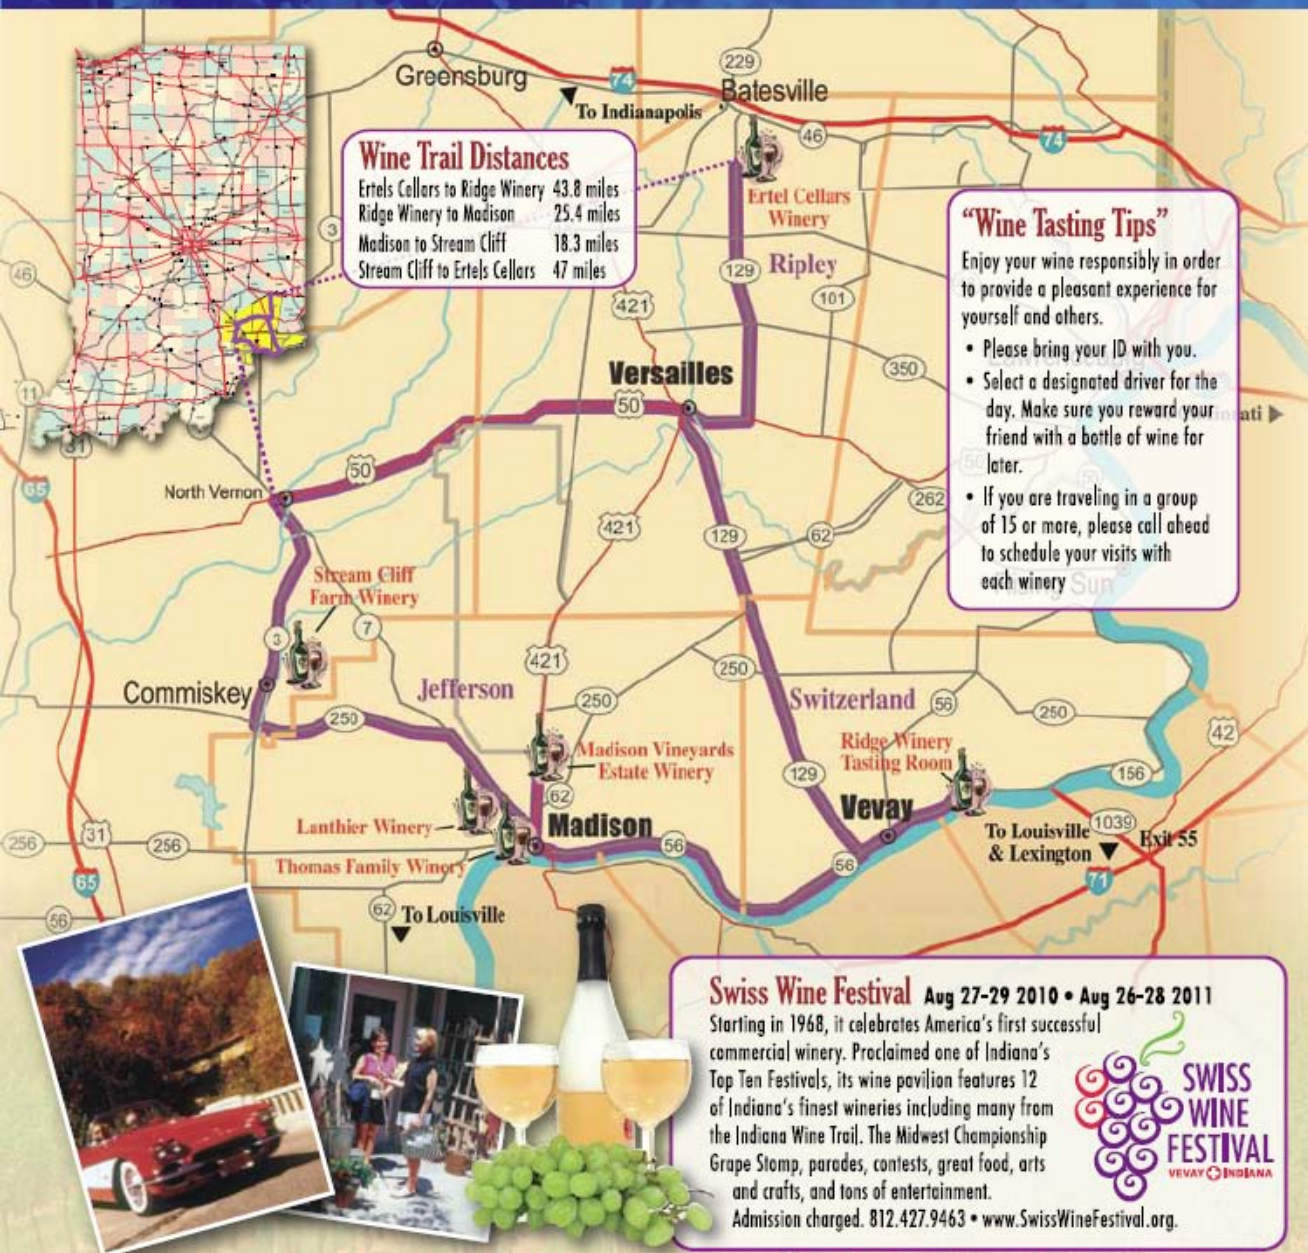 Greensburg
74
229
Batesville
To Indianapolis
46
74
Wine Trail Distances
Ertels Cellars to Ridge Winery 43.8 miles
Ridge Winery to Madison 25.4 miles
Madison to Stream Cliff 18.3 miles
Stream Cliff to Ertels Cellars 47 miles
Ertel Cellars
Winery
3
46
129
Ripley
101
421
350
Versailles
50
11
31
65
50
North Vernon
262
421
129
62
“Wine Tasting Tips”
Enjoy your wine responsibly in order
to provide a pleasant experience for
yourself and others.
• Please bring your ID with you.
• Select a designated driver for the
day. Make sure you reward your
friend with a bottle of wine for
later.
• If you are traveling in a group
of 15 or more, please call ahead
to schedule your visits with
each winery
Sun
Stream Cliff
Farm Winery
3
7
421
250
Commiskey
Jefferson
250
250
Switzerland
56
250
42
Madison Vineyards
Estate Winery
Ridge Winery
Tasting Room
129
156
62
Vevay
Lanthier Winery
Madison
To Louisville
& Lexington
1039
Exit 55
256
31
256
Thomas Family Winery
56
56
71
65
56
62
To Louisville
Swiss Wine Festival Aug 27-29 2010 • Aug 26-28 2011
Starting in 1968, it celebrates America's first successful
commercial winery. Proclaimed one of Indiana's
Top Ten Festivals, its wine pavilion features 12
of Indiana's finest wineries including many from
the Indiana Wine Trail. The Midwest Championship
Grape Stomp, parades, contests, great food, arts
and crafts, and tons of entertainment.
Admission charged. 812.427.9463 • www.SwissWineFestival.org.
SWISS
WINE
FESTIVAL
VEVAY INDIANA